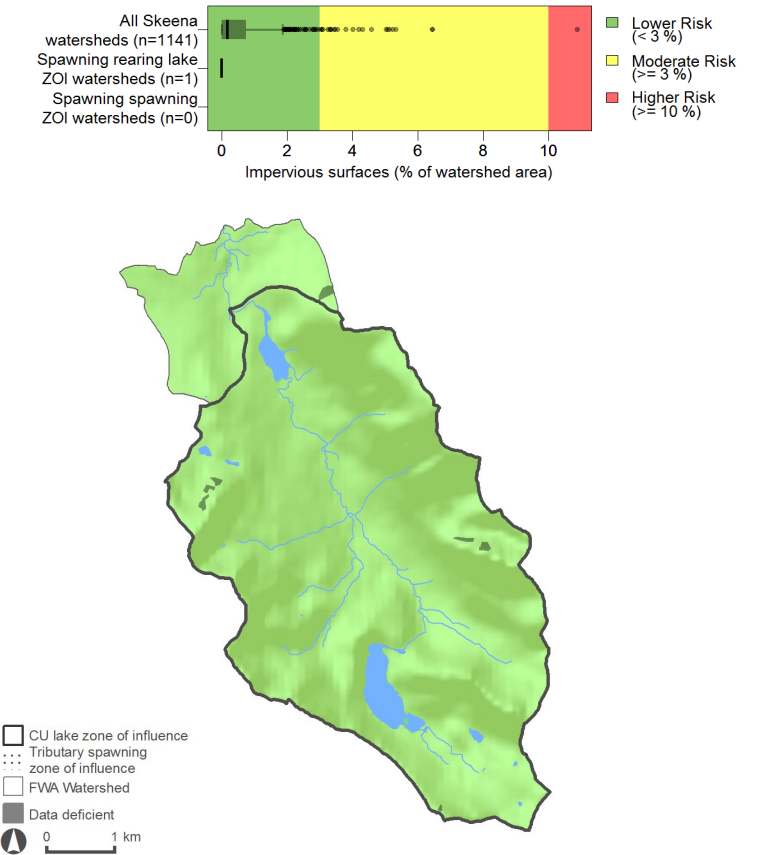 All Skeena
watersheds (n=1141)
Spawning rearing lake
ZOI watersheds (n=1)
Spawning spawning
ZOI watersheds (n=0)
0 2 4 6 8 10
Impervious surfaces (% of watershed area)
Lower Risk
(< 3 %)
Moderate Risk
(>= 3 %)
Higher Risk
(>= 10 %)
CU lake zone of influence
Tributary spawning
zone of influence
FWA Watershed
Data deficient
0 1 km